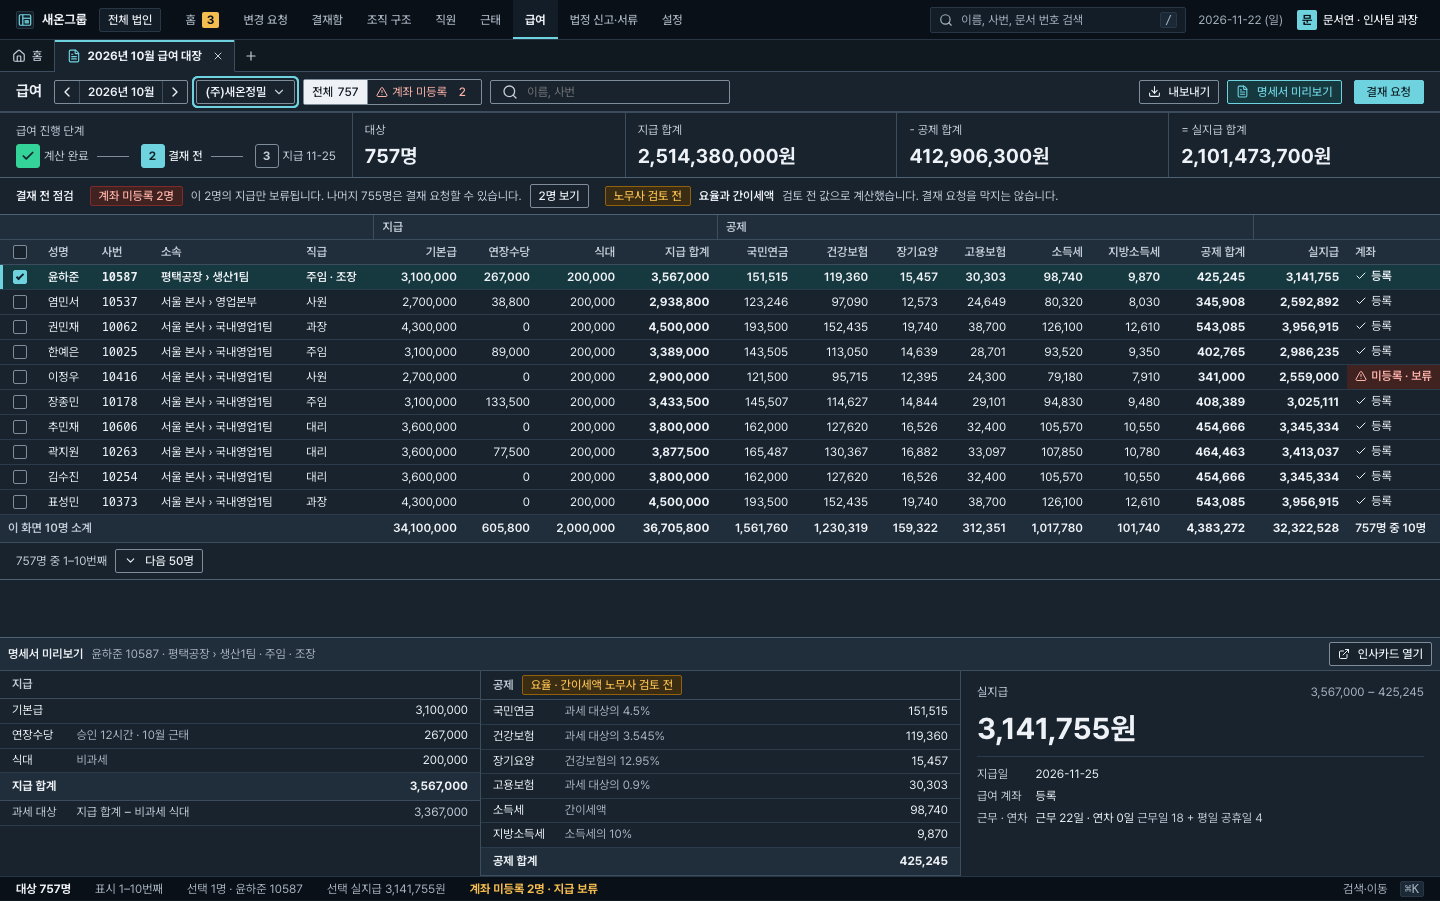 새온그룹 전체 법인 홈 3 변경 요청 결재함 조직 구조 직원 근태 급여 법정 신고·서류 설정 이름, 사번, 문서 번호 검색 / 2026-11-22 (일) 문 문서연 · 인사팀 과장
홈 2026년 10월 급여 대장
급여 2026년 10월 (주)새온정밀 전체 757 계좌 미등록 2 이름, 사번 내보내기 명세서 미리보기 결재 요청
급여 진행 단계 대상 지급 합계 - 공제 합계 = 실지급 합계
계산 완료 2 결재 전 3 지급 11-25 757명 2,514,380,000원 412,906,300원 2,101,473,700원
결재 전 점검 계좌 미등록 2명 이 2명의 지급만 보류됩니다. 나머지 755명은 결재 요청할 수 있습니다. 2명 보기 노무사 검토 전 요율과 간이세액 검토 전 값으로 계산했습니다. 결재 요청을 막지는 않습니다.
지급 공제
성명 사번 소속 직급 기본급 연장수당 식대 지급 합계 국민연금 건강보험 장기요양 고용보험 소득세 지방소득세 공제 합계 실지급 계좌
윤하준 10587 평택공장 › 생산1팀 주임 · 조장 3,100,000 267,000 200,000 3,567,000 151,515 119,360 15,457 30,303 98,740 9,870 425,245 3,141,755 등록
염민서 10537 서울 본사 › 영업본부 사원 2,700,000 38,800 200,000 2,938,800 123,246 97,090 12,573 24,649 80,320 8,030 345,908 2,592,892 등록
권민재 10062 서울 본사 › 국내영업1팀 과장 4,300,000 0 200,000 4,500,000 193,500 152,435 19,740 38,700 126,100 12,610 543,085 3,956,915 등록
한예은 10025 서울 본사 › 국내영업1팀 주임 3,100,000 89,000 200,000 3,389,000 143,505 113,050 14,639 28,701 93,520 9,350 402,765 2,986,235 등록
이정우 10416 서울 본사 › 국내영업1팀 사원 2,700,000 0 200,000 2,900,000 121,500 95,715 12,395 24,300 79,180 7,910 341,000 2,559,000 미등록 · 보류
장종민 10178 서울 본사 › 국내영업1팀 주임 3,100,000 133,500 200,000 3,433,500 145,507 114,627 14,844 29,101 94,830 9,480 408,389 3,025,111 등록
추민재 10606 서울 본사 › 국내영업1팀 대리 3,600,000 0 200,000 3,800,000 162,000 127,620 16,526 32,400 105,570 10,550 454,666 3,345,334 등록
곽지원 10263 서울 본사 › 국내영업1팀 대리 3,600,000 77,500 200,000 3,877,500 165,487 130,367 16,882 33,097 107,850 10,780 464,463 3,413,037 등록
김수진 10254 서울 본사 › 국내영업1팀 대리 3,600,000 0 200,000 3,800,000 162,000 127,620 16,526 32,400 105,570 10,550 454,666 3,345,334 등록
표성민 10373 서울 본사 › 국내영업1팀 과장 4,300,000 0 200,000 4,500,000 193,500 152,435 19,740 38,700 126,100 12,610 543,085 3,956,915 등록
이 화면 10명 소계 34,100,000 605,800 2,000,000 36,705,800 1,561,760 1,230,319 159,322 312,351 1,017,780 101,740 4,383,272 32,322,528 757명 중 10명
757명 중 1–10번째 다음 50명
명세서 미리보기 윤하준 10587 · 평택공장 › 생산1팀 · 주임 · 조장 인사카드 열기
지급
기본급 3,100,000
연장수당 승인 12시간 · 10월 근태 267,000
식대 비과세 200,000
지급 합계 3,567,000
과세 대상 지급 합계 − 비과세 식대 3,367,000
공제 요율 · 간이세액 노무사 검토 전
국민연금 과세 대상의 4.5% 151,515
건강보험 과세 대상의 3.545% 119,360
장기요양 건강보험의 12.95% 15,457
고용보험 과세 대상의 0.9% 30,303
소득세 간이세액 98,740
지방소득세 소득세의 10% 9,870
공제 합계 425,245
실지급 3,567,000 − 425,245
3,141,755원
지급일 2026-11-25
급여 계좌 등록
근무 · 연차 근무 22일 · 연차 0일 근무일 18 + 평일 공휴일 4
대상 757명 표시 1–10번째 선택 1명 · 윤하준 10587 선택 실지급 3,141,755원 계좌 미등록 2명 · 지급 보류 검색·이동 ⌘K